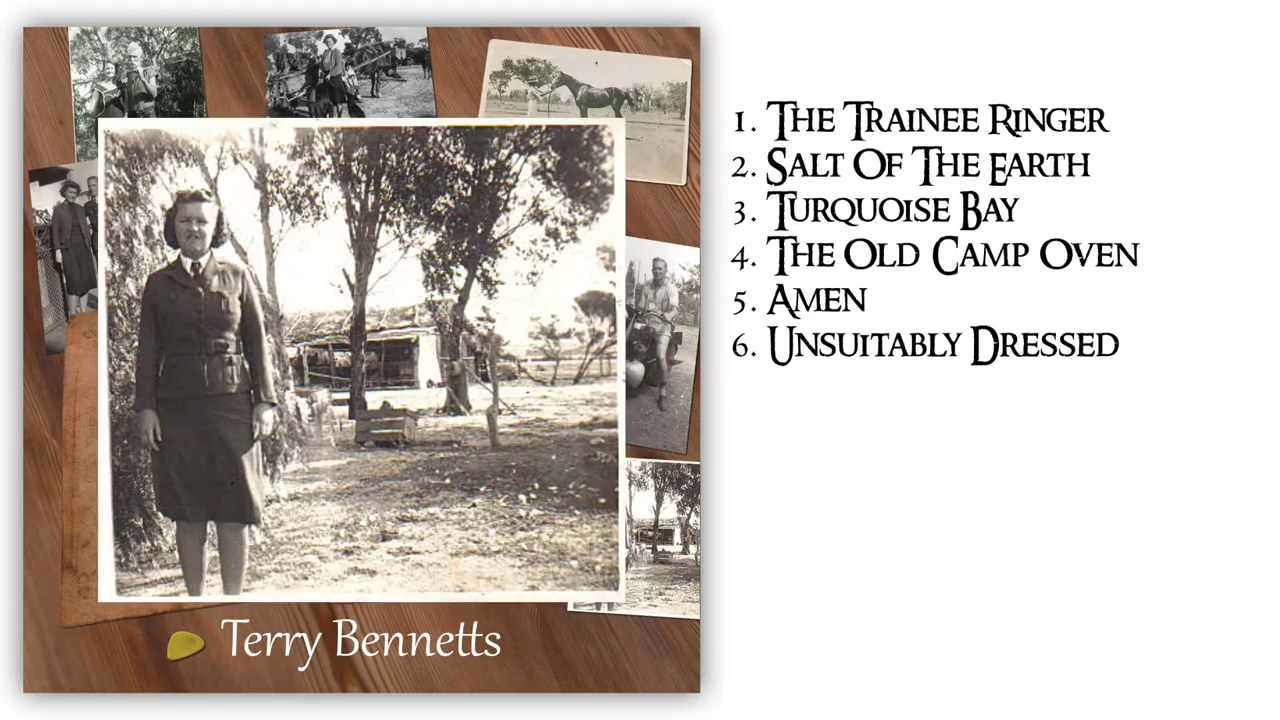 1. The Trainee Ringer
2. Salt Of The Earth
3. Turquoise Bay
4. The Old Camp Oven
5. Amen
6. Unsuitably Dressed
Terry Bennetts